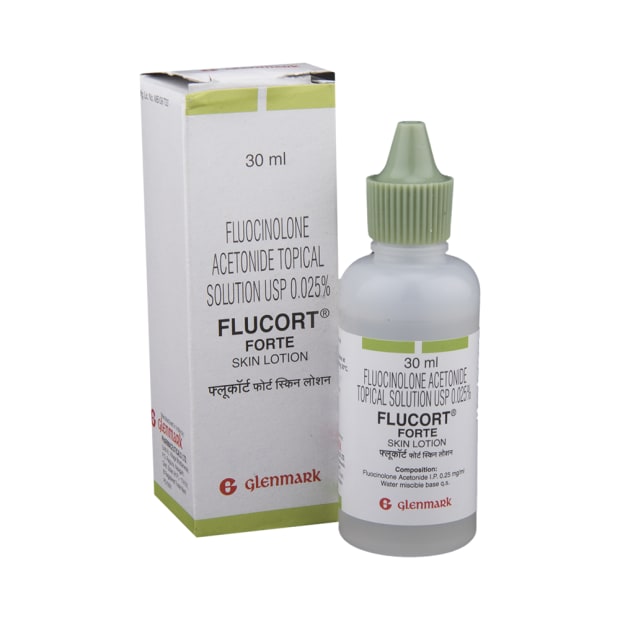 Glenmark
30 ml
FLUOCINOLONE
ACETONIDE TOPICAL
SOLUTION USP 0.025%
FLUCORT®
FORTE
SKIN LOTION
फ्लूकॉर्ट फोर्ट स्किन लोशन
Glenmark
Glenmark
30 ml
FLUOCINOLONE ACETONIDE
TOPICAL SOLUTION USP 0.025%
FLUCORT®
FORTE
SKIN LOTION
फ्लूकॉर्ट फोर्ट स्किन लोशन
Composition:
Fluocinolone Acetonide I.P. 0.25 mg/ml
Water miscible base q.s.
Glenmark